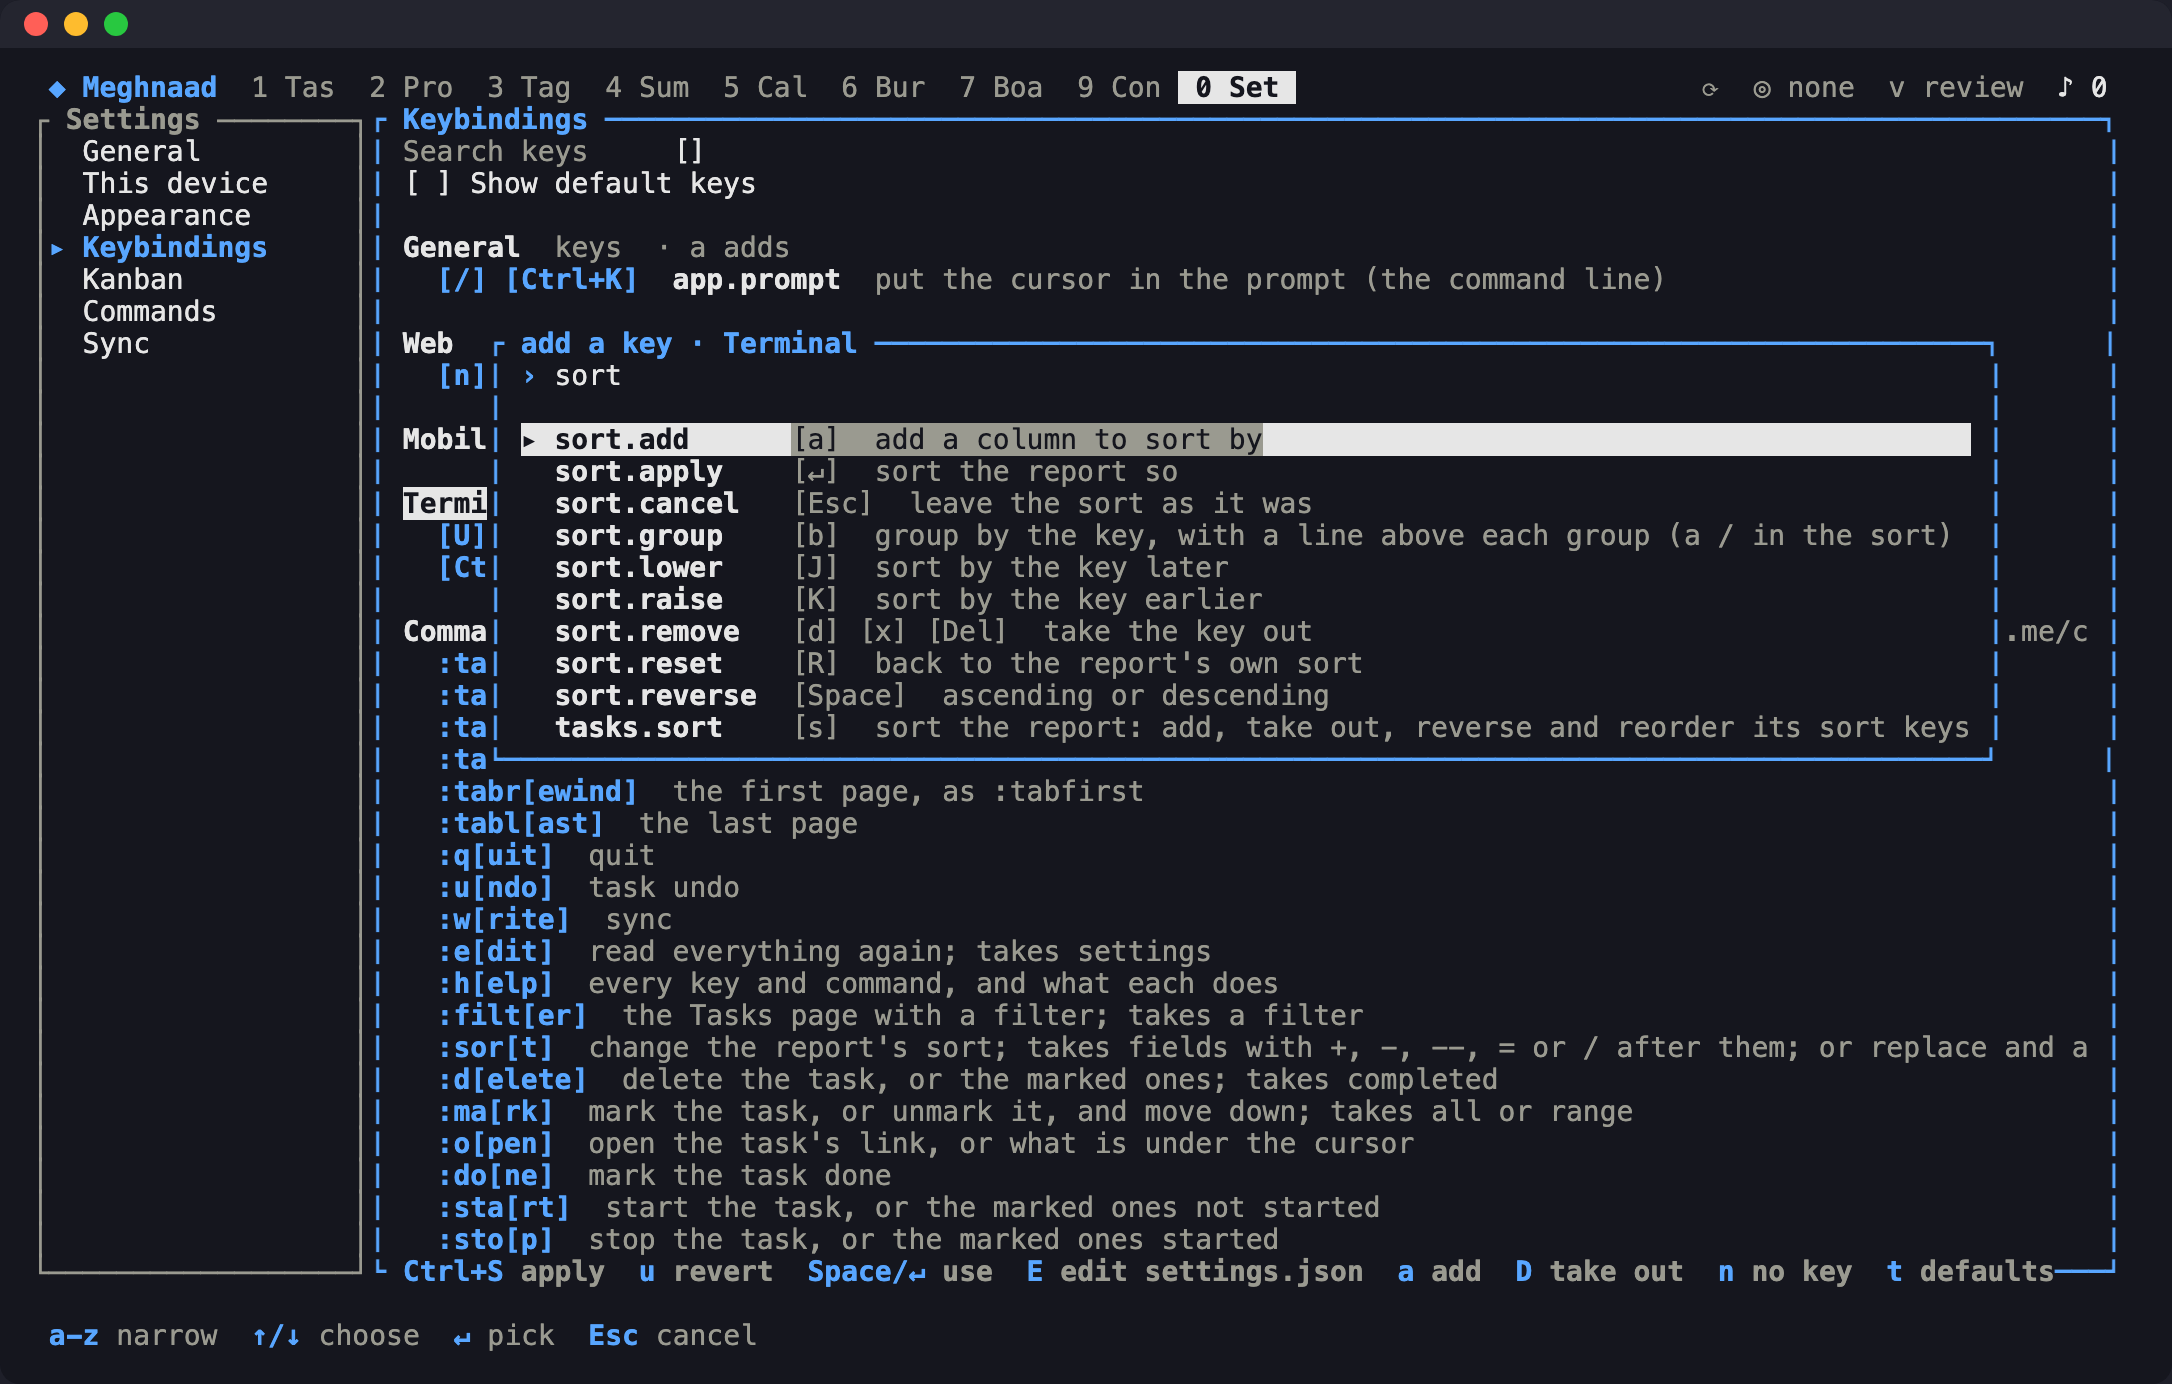 ◆ Meghnaad  1 Tas  2 Pro  3 Tag  4 Sum  5 Cal  6 Bur  7 Boa  9 Con  0 Set  ⟳  ◎ none  v review  ♪ 0
Settings
General
This device
Appearance
▸ Keybindings
Kanban
Commands
Sync
Keybindings
Search keys  []
[ ] Show default keys
General  keys  · a adds
[/] [Ctrl+K]  app.prompt  put the cursor in the prompt (the command line)
Web
[n]
Mobil
Termi
[U]
[Ct
Comma
.me/c
:ta
:ta
:ta
:ta
add a key · Terminal
› sort
▸ sort.add  [a]  add a column to sort by
sort.apply  [↵]  sort the report so
sort.cancel  [Esc]  leave the sort as it was
sort.group  [b]  group by the key, with a line above each group (a / in the sort)
sort.lower  [J]  sort by the key later
sort.raise  [K]  sort by the key earlier
sort.remove  [d] [x] [Del]  take the key out
sort.reset  [R]  back to the report's own sort
sort.reverse  [Space]  ascending or descending
tasks.sort  [s]  sort the report: add, take out, reverse and reorder its sort keys
:tabr[ewind]  the first page, as :tabfirst
:tabl[ast]  the last page
:q[uit]  quit
:u[ndo]  task undo
:w[rite]  sync
:e[dit]  read everything again; takes settings
:h[elp]  every key and command, and what each does
:filt[er]  the Tasks page with a filter; takes a filter
:sor[t]  change the report's sort; takes fields with +, -, --, = or / after them; or replace and a
:d[elete]  delete the task, or the marked ones; takes completed
:ma[rk]  mark the task, or unmark it, and move down; takes all or range
:o[pen]  open the task's link, or what is under the cursor
:do[ne]  mark the task done
:sta[rt]  start the task, or the marked ones not started
:sto[p]  stop the task, or the marked ones started
Ctrl+S apply  u revert  Space/↵ use  E edit settings.json  a add  D take out  n no key  t defaults
a-z narrow  ↑/↓ choose  ↵ pick  Esc cancel